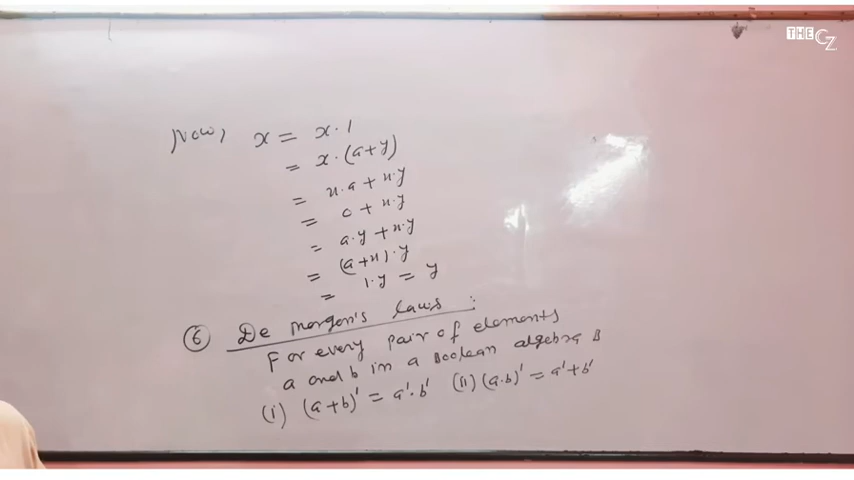 THE CZ
Now, x = x·1
= x·(a+y)
= x·a + x·y
= 0 + x·y
= a·y + x·y
= (a+x)·y
= 1·y = y
⑥ De morgan's laws :
For every pair of elements
a and b in a Boolean algebra B
(i) (a+b)' = a'·b' (ii) (a·b)' = a'+b'